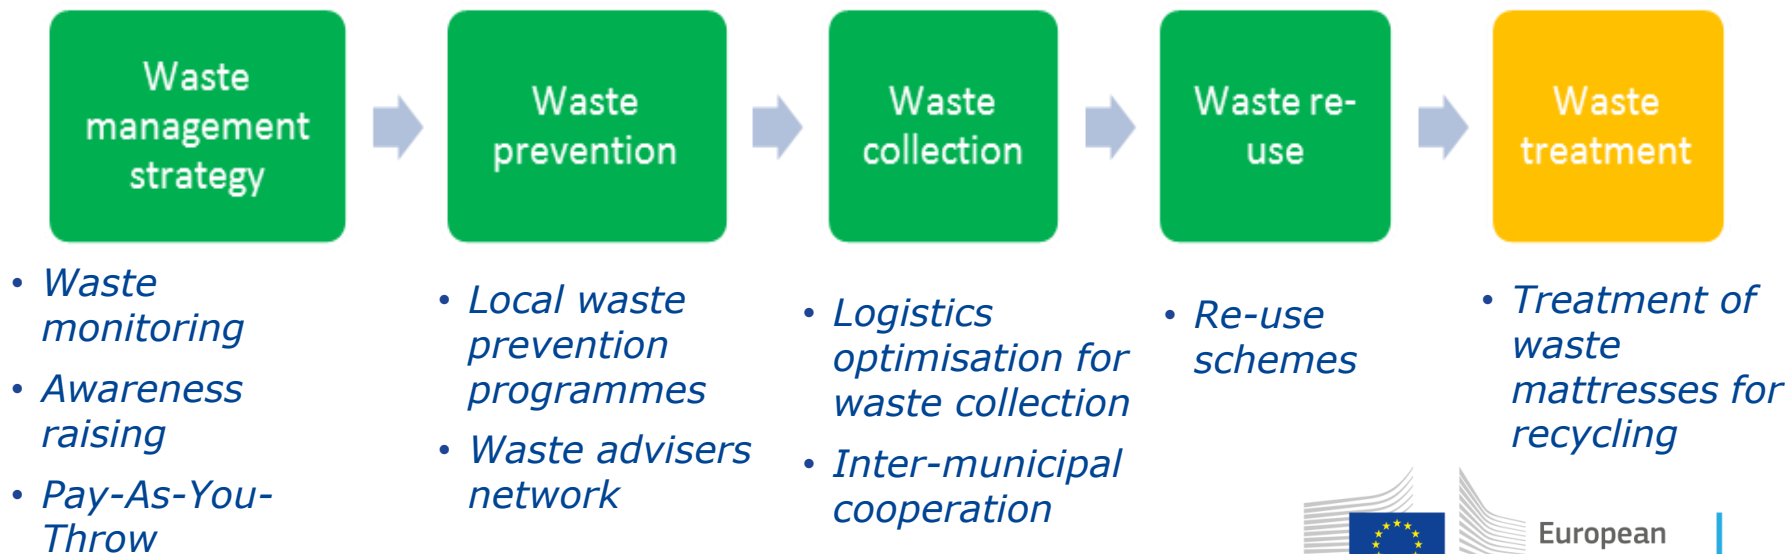 Waste
management
strategy
Waste
prevention
Waste
collection
Waste re-
use
Waste
treatment
• Waste
monitoring
• Awareness
raising
• Pay-As-You-
Throw
• Local waste
prevention
programmes
• Waste advisers
network
• Logistics
optimisation for
waste collection
• Inter-municipal
cooperation
• Re-use
schemes
• Treatment of
waste
mattresses for
recycling
European